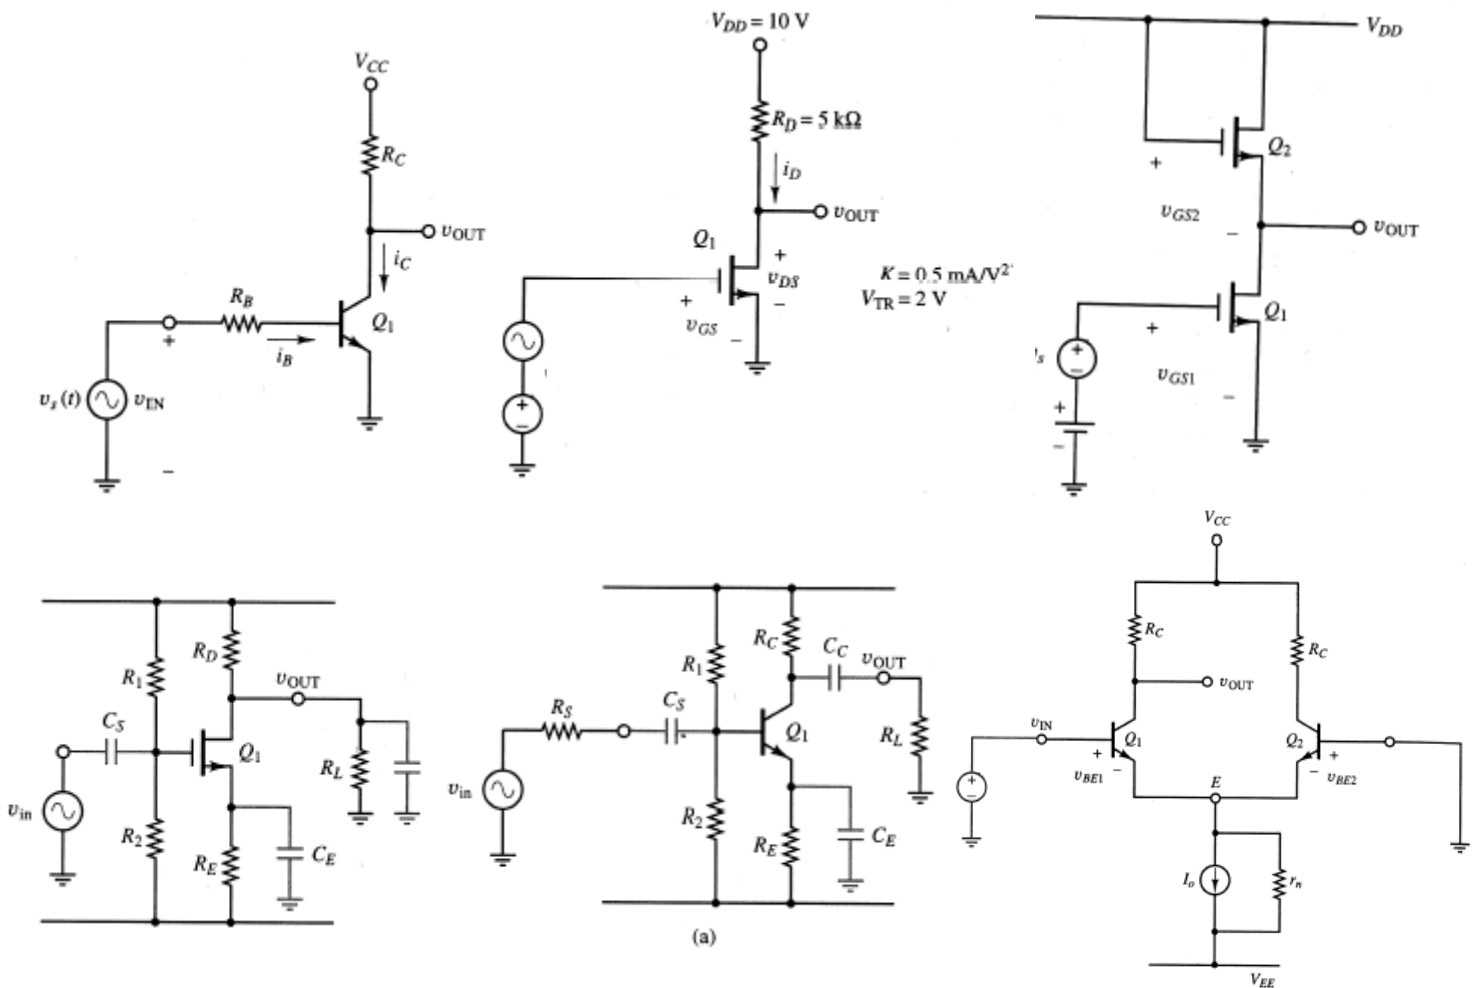 V_CC
R_C
v_OUT
i_C
R_B
Q_1
+
i_B
v_s(t)
v_IN
−
V_DD = 10 V
R_D = 5 kΩ
i_D
v_OUT
Q_1
+
v_DS
−
+
v_GS
−
K = 0.5 mA/V²
V_TR = 2 V
+
−
V_DD
Q_2
+
v_GS2
−
v_OUT
Q_1
+
v_GS1
−
s
+
−
+
−
R_D
R_1
v_OUT
C_S
Q_1
R_L
v_in
R_2
R_E
C_E
R_C
C_C
v_OUT
R_1
R_S
C_S
Q_1
R_L
v_in
R_2
R_E
C_E
(a)
V_CC
R_C
R_C
v_OUT
v_IN
Q_1
Q_2
+
−
v_BE1
+
−
v_BE2
+
−
E
I_o
r_n
V_EE